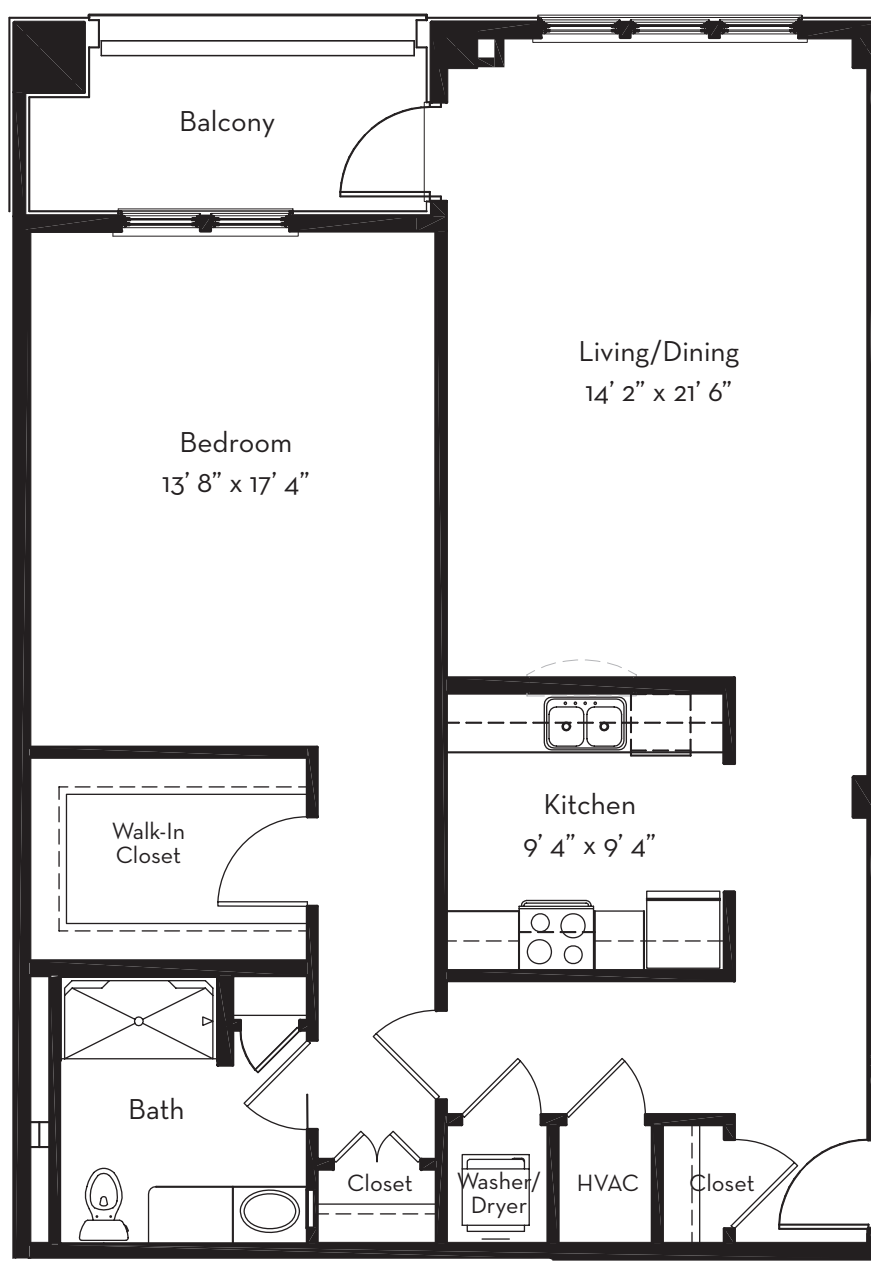 Balcony
Living/Dining
14’ 2” x 21’ 6”
Bedroom
13’ 8” x 17’ 4”
Walk-In
Closet
Kitchen
9’ 4” x 9’ 4”
Bath
Closet
Washer/
Dryer
HVAC
Closet